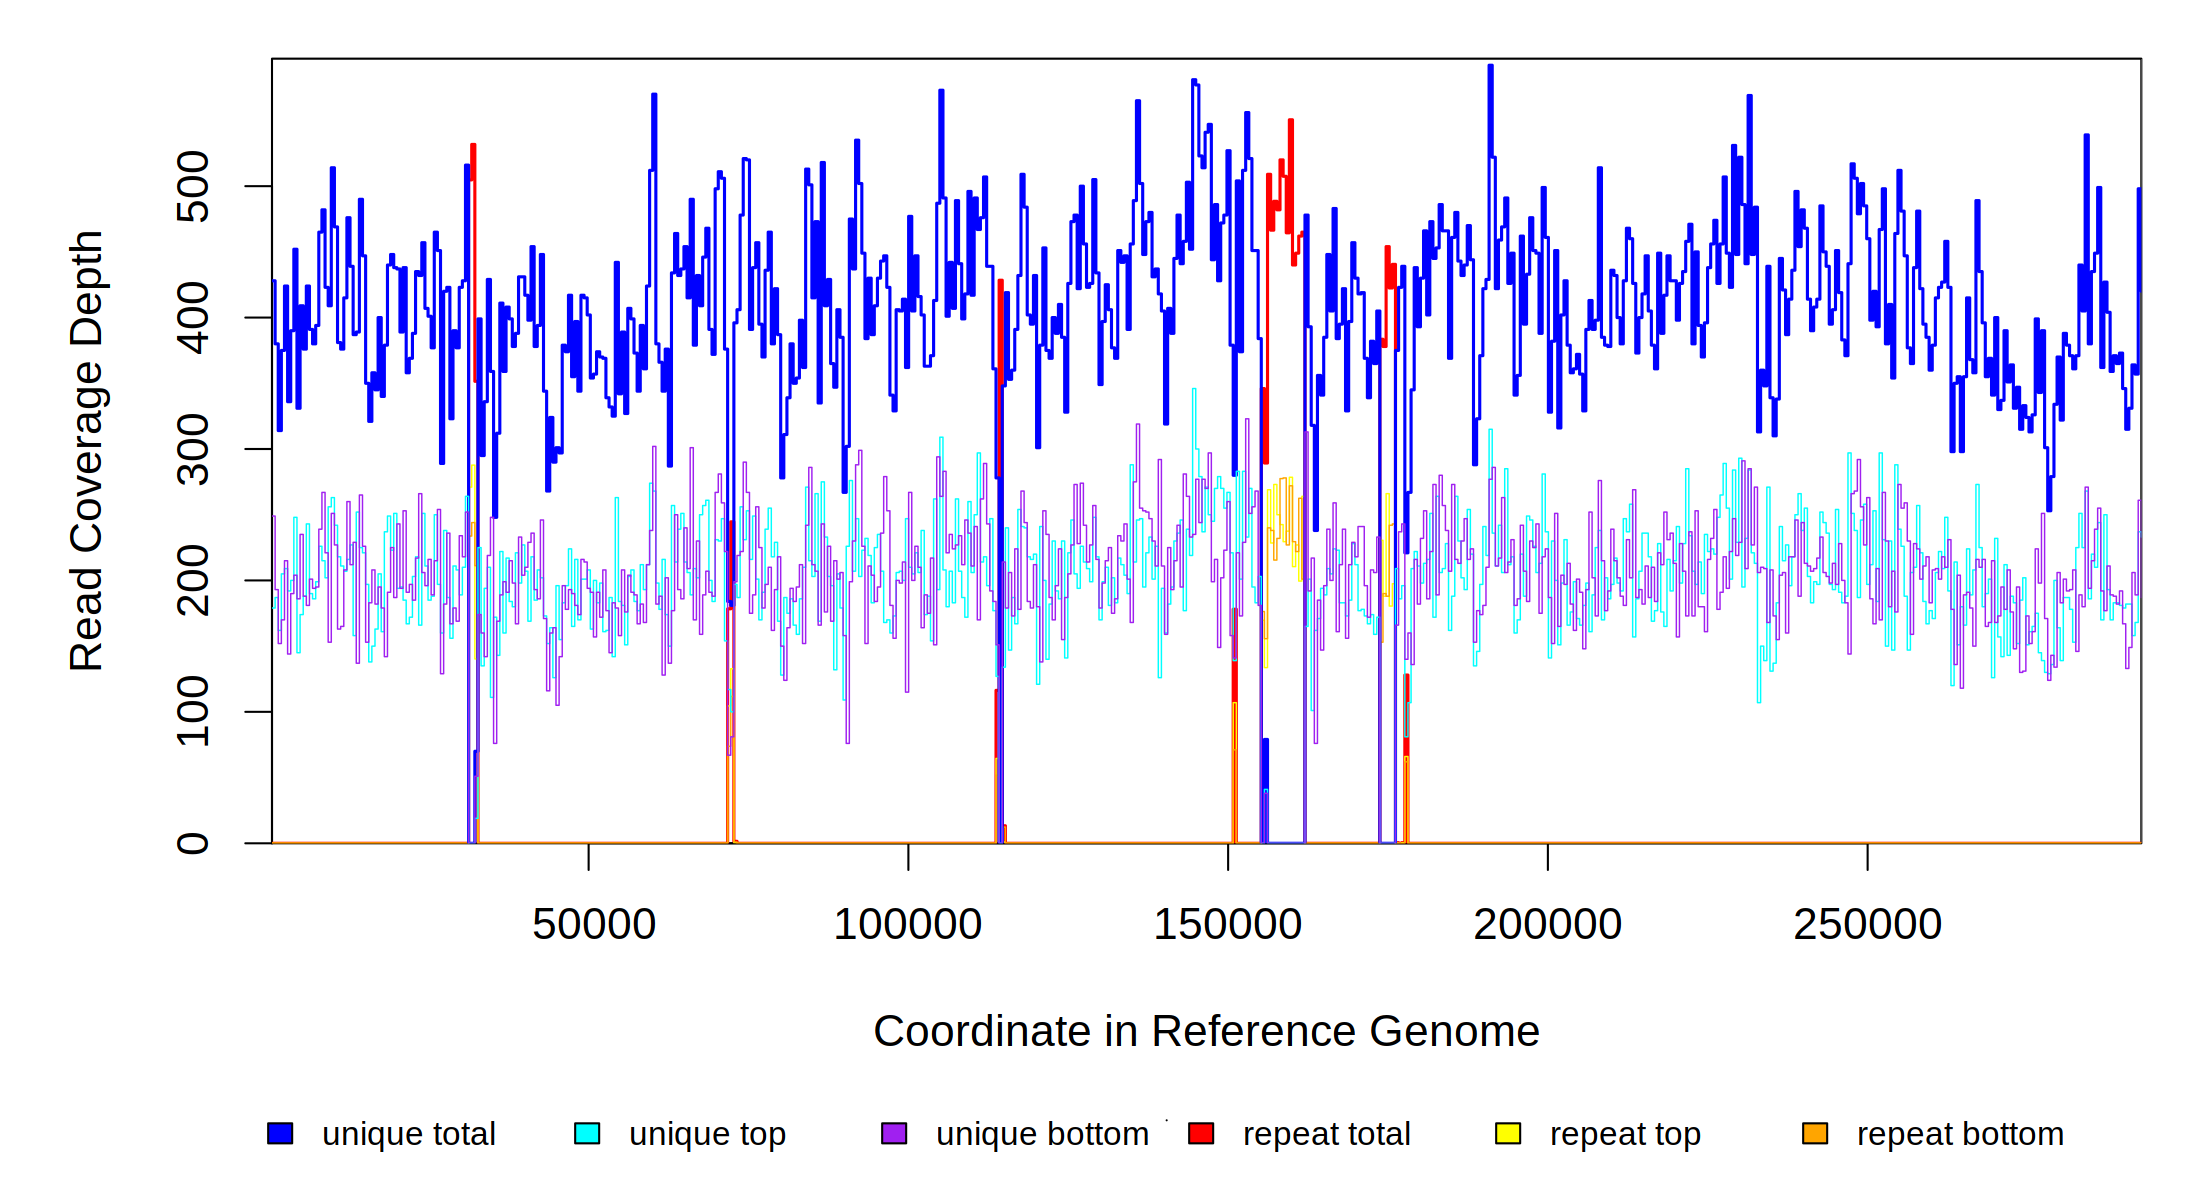 Read Coverage Depth
500
400
300
200
100
0
50000 100000 150000 200000 250000
Coordinate in Reference Genome
unique total unique top unique bottom repeat total repeat top repeat bottom